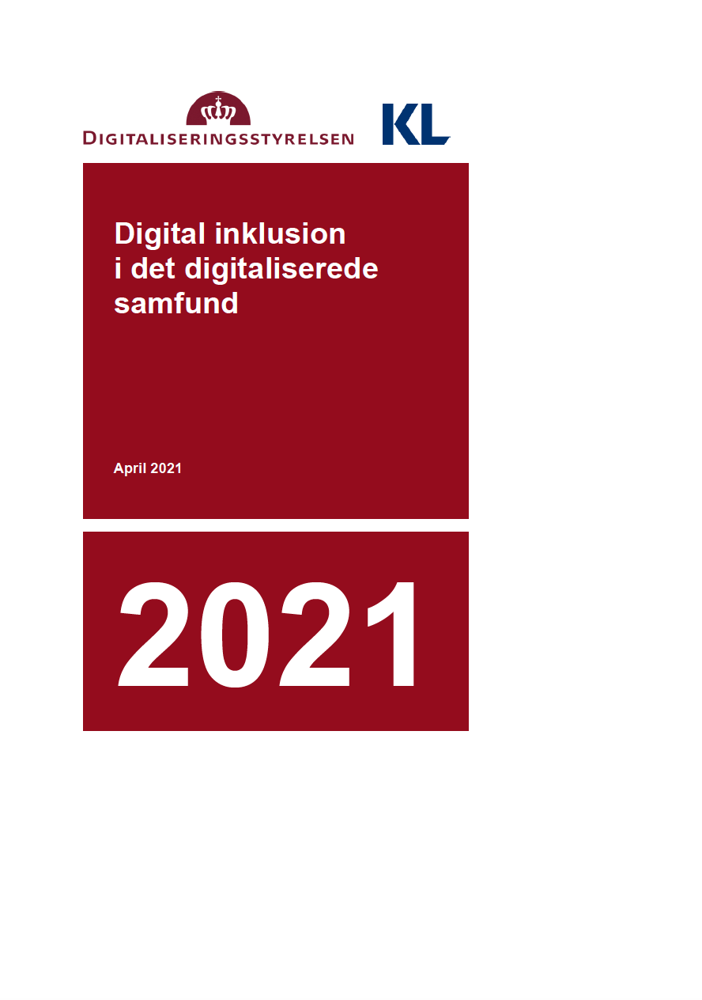 DIGITALISERINGSSTYRELSEN
KL
Digital inklusion
i det digitaliserede
samfund
April 2021
2021